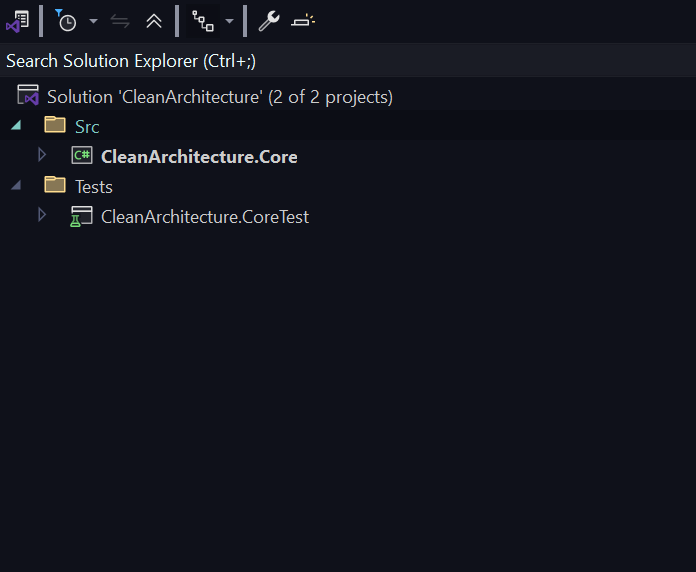 Search Solution Explorer (Ctrl+;)
Solution 'CleanArchitecture' (2 of 2 projects)
Src
C# CleanArchitecture.Core
Tests
CleanArchitecture.CoreTest